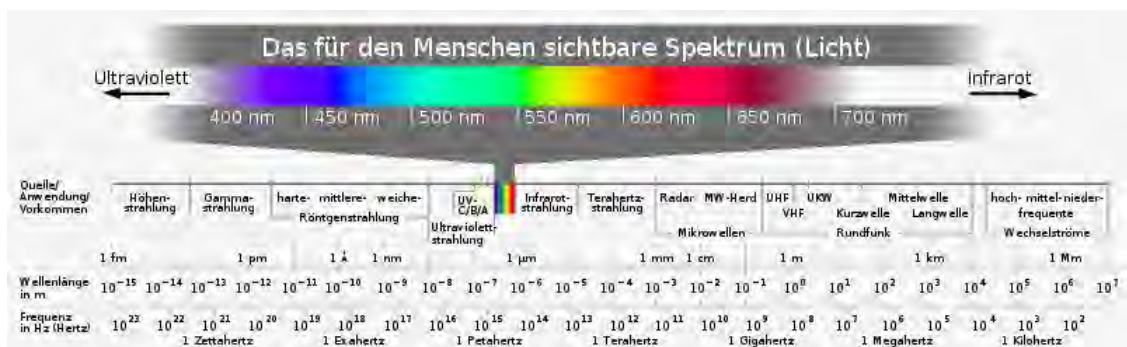 Das für den Menschen sichtbare Spektrum (Licht)
Ultraviolett
Infrarot
400 nm 450 nm 500 nm 550 nm 600 nm 650 nm 700 nm
Quelle/
Anwendung/
Vorkommen
Höhen-
strahlung
Gamma-
strahlung
harte- mittlere- weiche-
Röntgenstrahlung
UV-
C/B/A
Ultraviolett-
strahlung
Infrarot-
strahlung
Terahertz-
strahlung
Radar MW-Herd
Mikrowellen
UHF UKW Mittelwelle
VHF Kurzwelle Langwelle
Rundfunk
hoch- mittel- nieder-
frequente
Wechselströme
1 fm 1 pm 1 Å 1 nm 1 µm 1 mm 1 cm 1 m 1 km 1 Mm
Wellenlänge
in m
10⁻¹⁵ 10⁻¹⁴ 10⁻¹³ 10⁻¹² 10⁻¹¹ 10⁻¹⁰ 10⁻⁹ 10⁻⁸ 10⁻⁷ 10⁻⁶ 10⁻⁵ 10⁻⁴ 10⁻³ 10⁻² 10⁻¹ 10⁰ 10¹ 10² 10³ 10⁴ 10⁵ 10⁶ 10⁷
Frequenz
in Hz (Hertz)
10²³ 10²² 10²¹ 10²⁰ 10¹⁹ 10¹⁸ 10¹⁷ 10¹⁶ 10¹⁵ 10¹⁴ 10¹³ 10¹² 10¹¹ 10¹⁰ 10⁹ 10⁸ 10⁷ 10⁶ 10⁵ 10⁴ 10³ 10²
1 Zettahertz 1 Exahertz 1 Petahertz 1 Terahertz 1 Gigahertz 1 Megahertz 1 Kilohertz